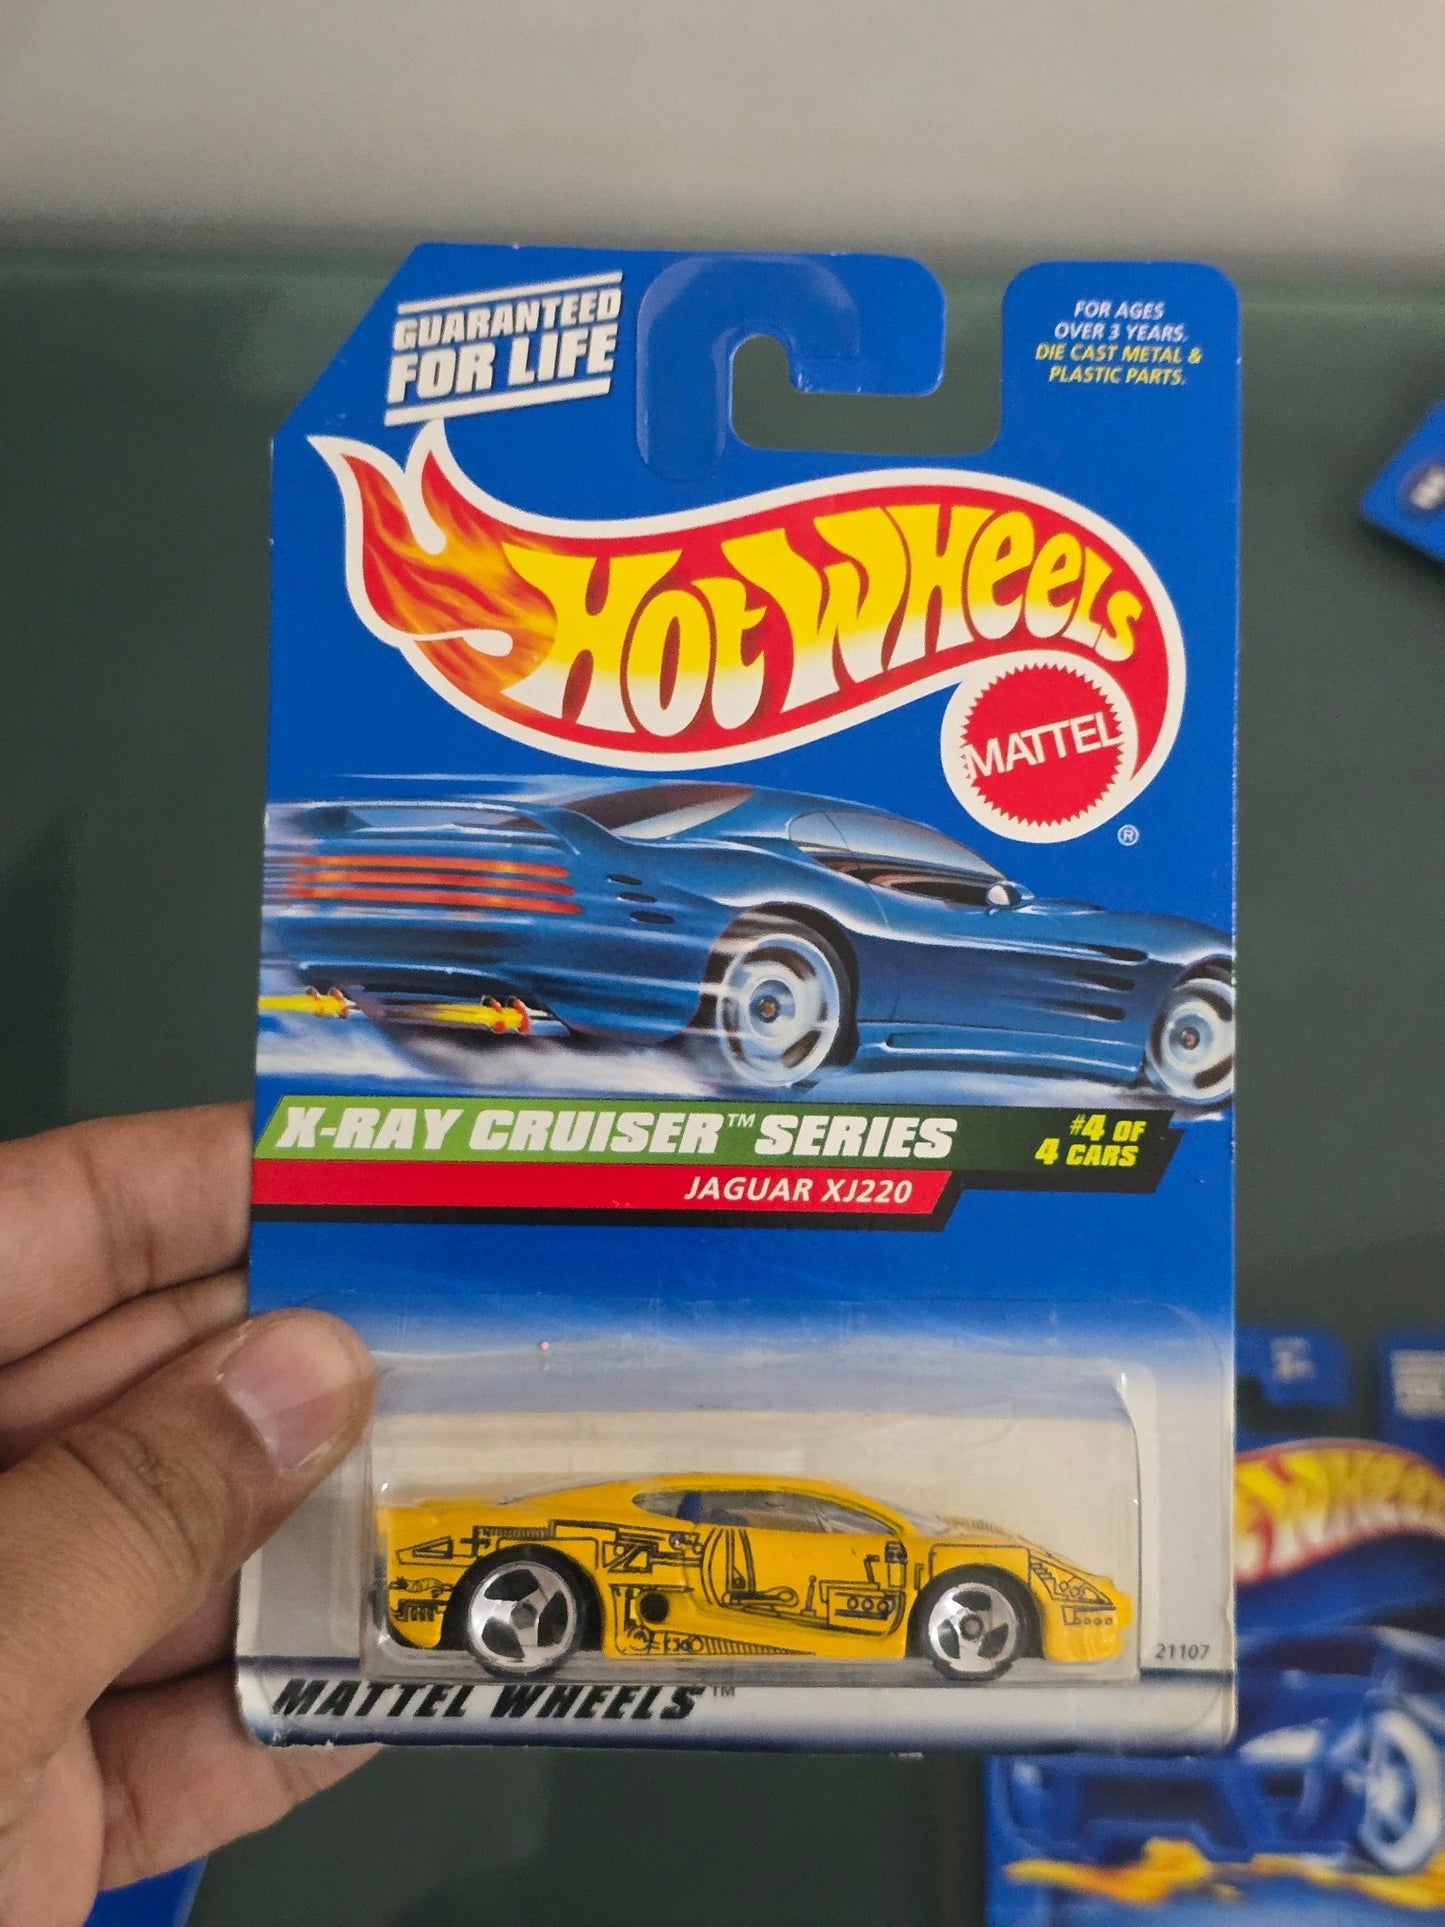 GUARANTEED
FOR LIFE
FOR AGES
OVER 3 YEARS.
DIE CAST METAL &
PLASTIC PARTS.
HOT WHEELS
MATTEL
®
X-RAY CRUISER™ SERIES
#4 OF
4 CARS
JAGUAR XJ220
21107
MATTEL WHEELS™